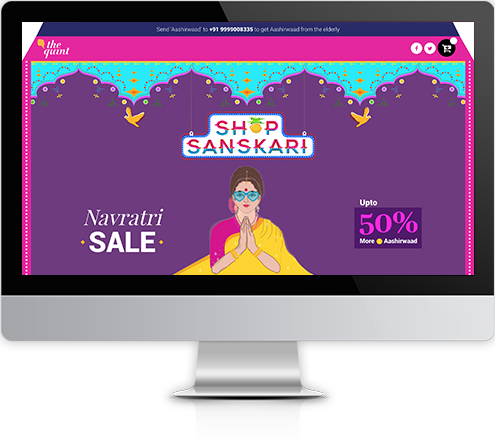 Send 'Aashirwaad' to +91 9999008335 to get Aashirwaad from the elderly
the
quint
SHOP
SANSKARI
Navratri
SALE
Upto
50%
More Aashirwaad